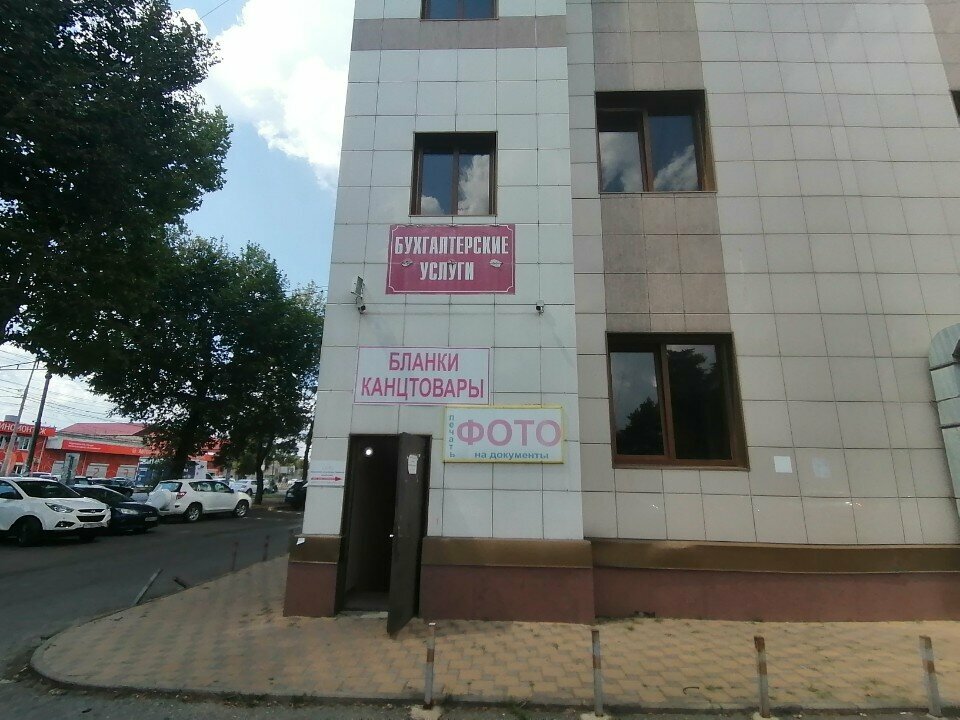 БУХГАЛТЕРСКИЕ
УСЛУГИ
БЛАНКИ
КАНЦТОВАРЫ
печать
ФОТО
на документы